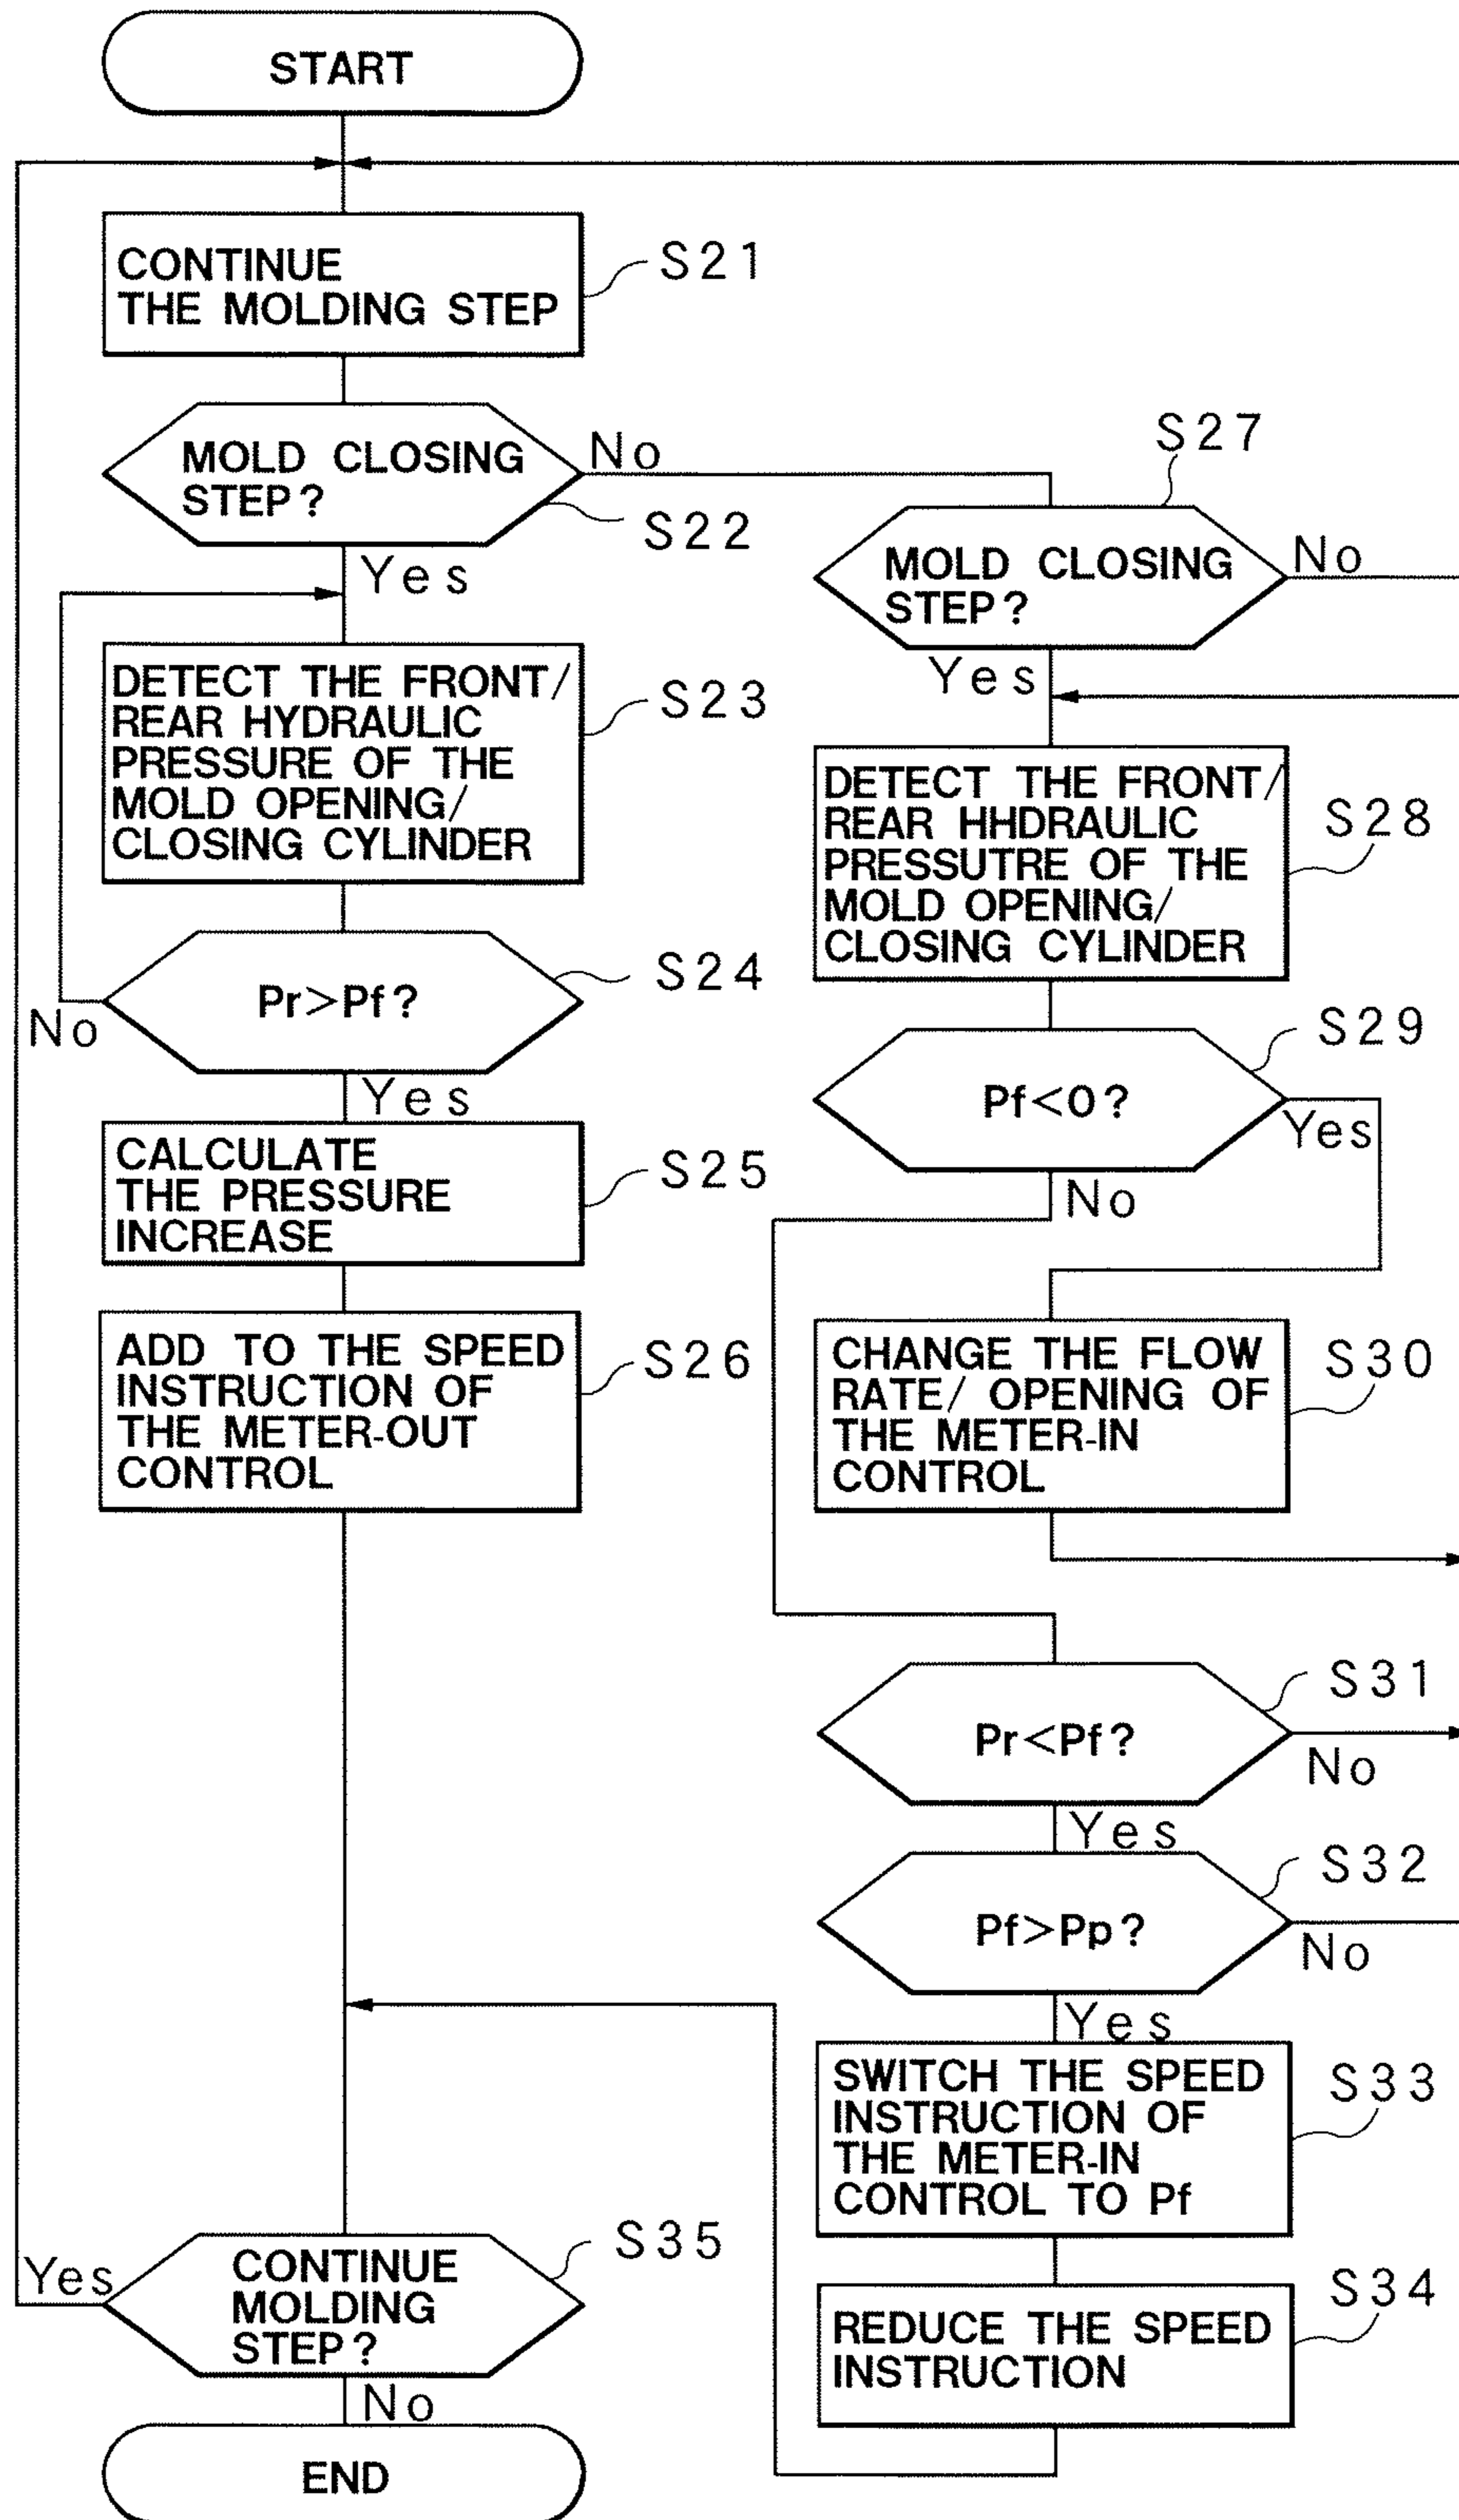 START
CONTINUE
THE MOLDING STEP
S21
MOLD CLOSING
STEP?
S22
No
Yes
DETECT THE FRONT/
REAR HYDRAULIC
PRESSURE OF THE
MOLD OPENING/
CLOSING CYLINDER
S23
Pr>Pf?
S24
No
Yes
CALCULATE
THE PRESSURE
INCREASE
S25
ADD TO THE SPEED
INSTRUCTION OF
THE METER-OUT
CONTROL
S26
S27
MOLD CLOSING
STEP?
No
Yes
DETECT THE FRONT/
REAR HHDRAULIC
PRESSUTRE OF THE
MOLD OPENING/
CLOSING CYLINDER
S28
Pf<0?
S29
Yes
No
CHANGE THE FLOW
RATE/ OPENING OF
THE METER-IN
CONTROL
S30
Pr<Pf?
S31
No
Yes
Pf>Pp?
S32
No
Yes
SWITCH THE SPEED
INSTRUCTION OF
THE METER-IN
CONTROL TO Pf
S33
REDUCE THE SPEED
INSTRUCTION
S34
CONTINUE
MOLDING
STEP?
S35
Yes
No
END